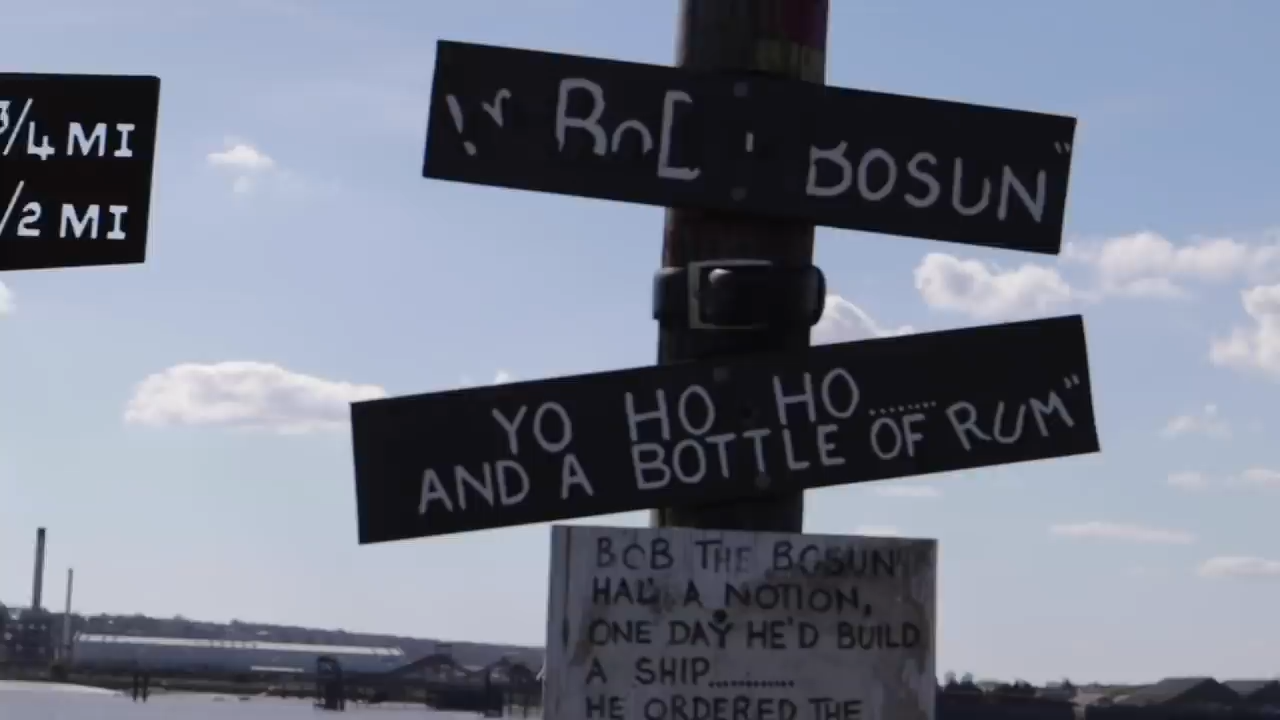 3/4 MI
/2 MI
BOSUN"
YO HO HO........
AND A BOTTLE OF RUM"
BOB THE BOSUN
HAD A NOTION,
ONE DAY HE'D BUILD
A SHIP...........
HE ORDERED THE